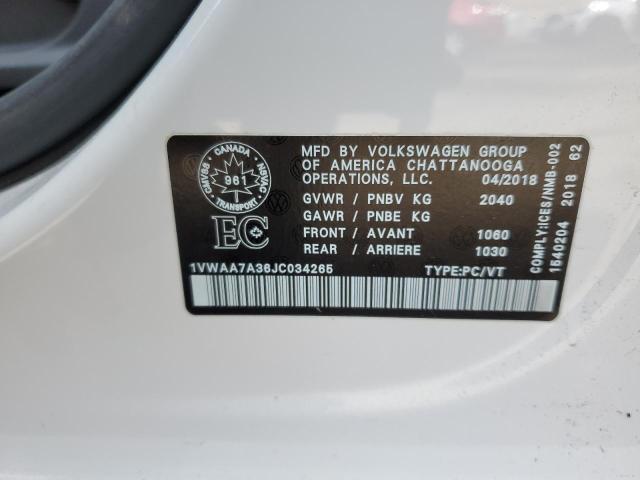 CANADA
CMVSS
NSVAC
961
TRANSPORT
EC
MFD BY VOLKSWAGEN GROUP
OF AMERICA CHATTANOOGA
OPERATIONS, LLC. 04/2018
GVWR / PNBV KG 2040
GAWR / PNBE KG
FRONT / AVANT 1060
REAR / ARRIERE 1030
1VWAA7A36JC034265 TYPE:PC/VT
COMPLY:ICES/NMB-002
1540204 2018 62